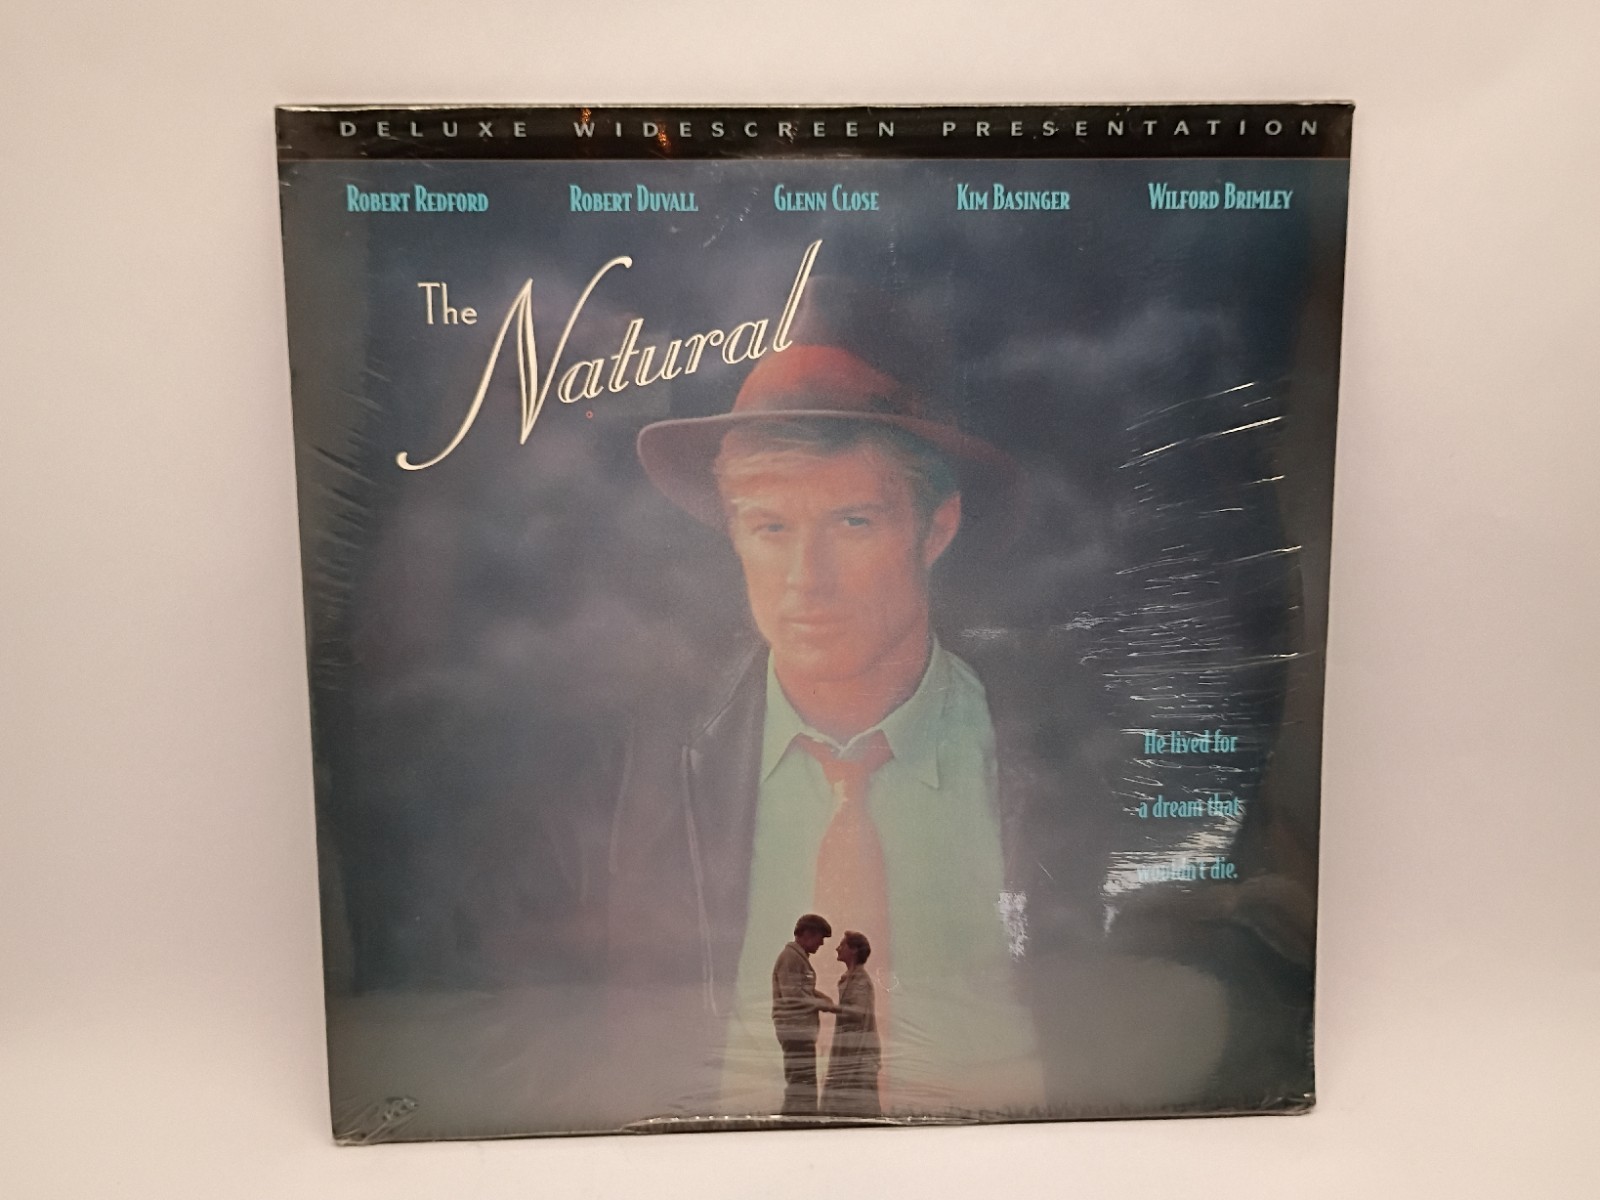 DELUXE WIDESCREEN PRESENTATION
ROBERT REDFORD ROBERT DUVALL GLENN CLOSE KIM BASINGER WILFORD BRIMLEY
The Natural
He lived for
a dream that
wouldn't die.